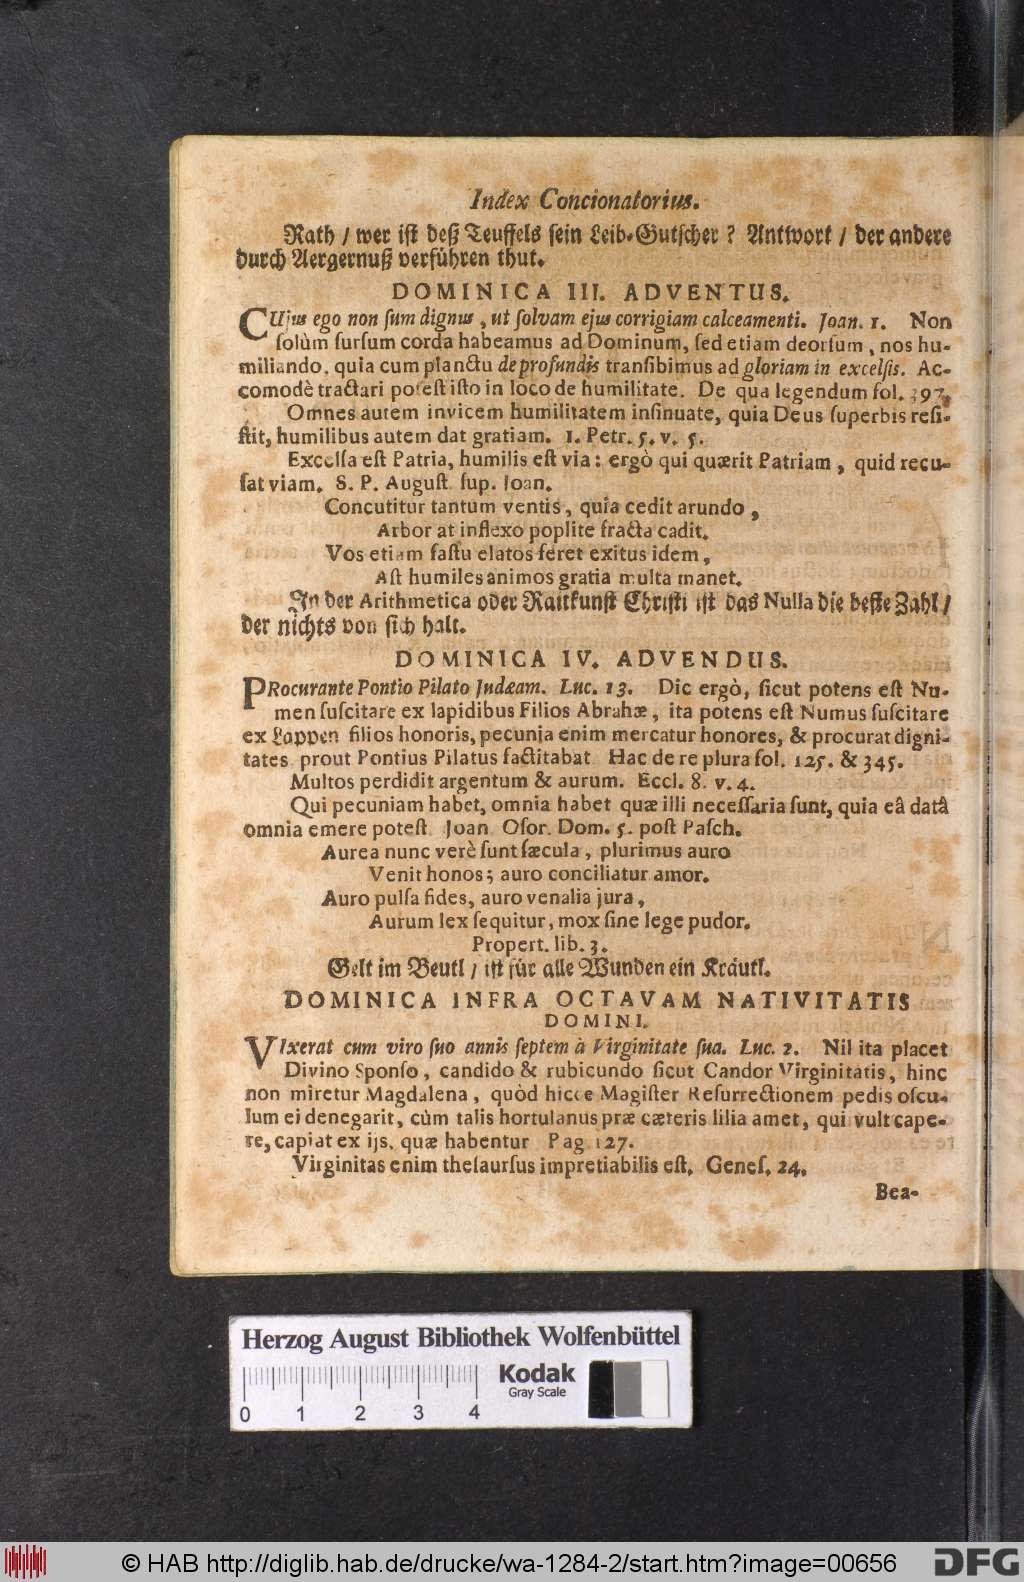 Index Concionatorius.
Rath / wer ist deß Teuffels sein Leib-Gutscher? Antwort / der andere
durch Aergernuß verführen thut.
DOMINICA III. ADVENTUS.
CUjus ego non ſum dignus, ut ſolvam ejus corrigiam calceamenti. Joan. 1. Non
ſolùm ſurſum corda habeamus ad Dominum, ſed etiam deorſum, nos hu-
miliando, quia cum planctu de profundis tranſibimus ad gloriam in excelſis. Ac-
comodè tractari poteſt iſto in loco de humilitate. De qua legendum fol. 397.
Omnes autem invicem humilitatem inſinuate, quia Deus ſuperbis reſi-
ſtit, humilibus autem dat gratiam. 1. Petr. 5. v. 5.
Excelſa eſt Patria, humilis eſt via: ergò qui quærit Patriam, quid recu-
ſat viam. S. P. Auguſt. ſup. Joan.
Concutitur tantum ventis, quia cedit arundo,
Arbor at inflexo poplite fracta cadit.
Vos etiam faſtu elatos feret exitus idem,
Aſt humiles animos gratia multa manet.
In der Arithmetica oder Raitkunſt Chriſti iſt das Nulla die beſte Zahl /
der nichts von ſich halt.
DOMINICA IV. ADVENDUS.
PRocurante Pontio Pilato Judæam. Luc. 13. Dic ergò, ſicut potens eſt Nu-
men ſuſcitare ex lapidibus Filios Abrahæ, ita potens eſt Numus ſuſcitare
ex Lappen filios honoris, pecunia enim mercatur honores, & procurat digni-
tates, prout Pontius Pilatus factitabat. Hac de re plura fol. 125. & 345.
Multos perdidit argentum & aurum. Eccl. 8. v. 4.
Qui pecuniam habet, omnia habet quæ illi neceſſaria ſunt, quia eâ datâ
omnia emere poteſt. Joan. Oſor. Dom. 5. poſt Paſch.
Aurea nunc verè ſunt ſæcula, plurimus auro
Venit honos; auro conciliatur amor.
Auro pulſa fides, auro venalia jura,
Aurum lex ſequitur, mox ſine lege pudor.
Propert. lib. 3.
Gelt im Beutl / iſt für alle Wunden ein Kräutl.
DOMINICA INFRA OCTAVAM NATIVITATIS
DOMINI.
VIxerat cum viro ſuo annis ſeptem à Virginitate ſua. Luc. 2. Nil ita placet
Divino Sponſo, candido & rubicundo ſicut Candor Virginitatis, hinc
non miretur Magdalena, quòd hicce Magiſter Reſurrectionem pedis oſcu-
lum ei denegarit, cùm talis hortulanus præ cæteris lilia amet, qui vult cape-
re, capiat ex ijs, quæ habentur Pag. 127.
Virginitas enim theſaurſus impretiabilis eſt. Geneſ. 24.
Bea-
Herzog August Bibliothek Wolfenbüttel
Kodak
Gray Scale
0 1 2 3 4
© HAB http://diglib.hab.de/drucke/wa-1284-2/start.htm?image=00656
DFG